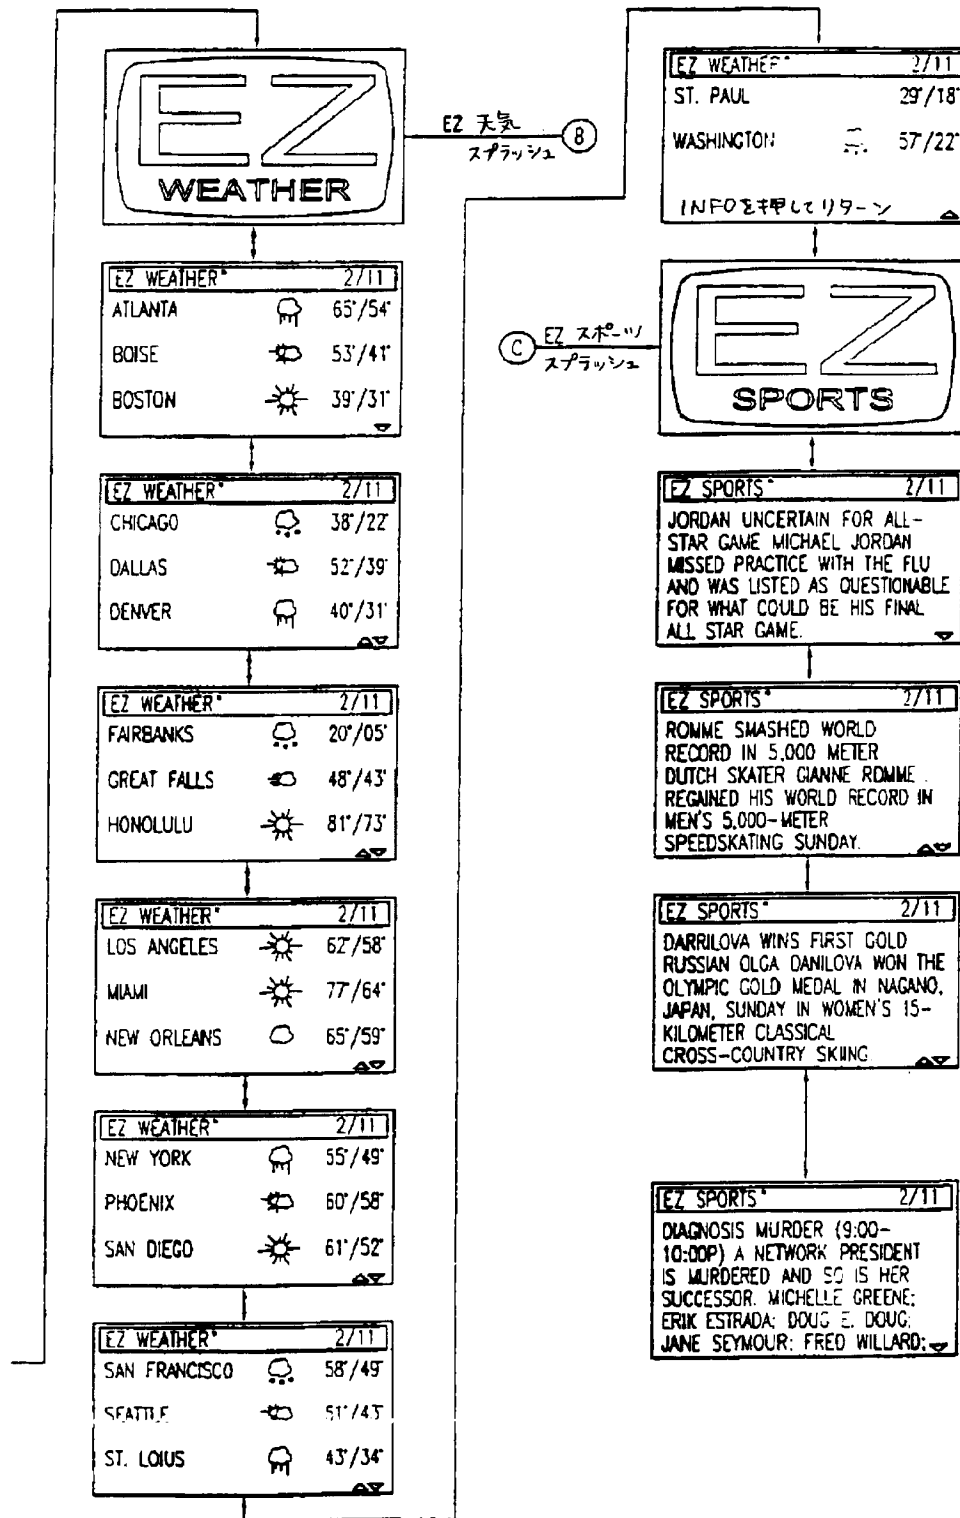 EZ
WEATHER
EZ 天気
スプラッシュ
B
EZ WEATHER° 2/11
ATLANTA 65°/54°
BOISE 53°/41°
BOSTON 39°/31°
EZ WEATHER° 2/11
CHICAGO 38°/22°
DALLAS 52°/39°
DENVER 40°/31°
EZ WEATHER° 2/11
FAIRBANKS 20°/05°
GREAT FALLS 48°/43°
HONOLULU 81°/73°
EZ WEATHER° 2/11
LOS ANGELES 62°/58°
MIAMI 77°/64°
NEW ORLEANS 65°/59°
EZ WEATHER° 2/11
NEW YORK 55°/49°
PHOENIX 60°/58°
SAN DIEGO 61°/52°
EZ WEATHER° 2/11
SAN FRANCISCO 58°/49°
SEATTLE 51°/43°
ST. LOIUS 43°/34°
EZ WEATHER° 2/11
ST. PAUL 29°/18°
WASHINGTON 57°/22°
INFOを押してリターン
C
EZ スポーツ
スプラッシュ
EZ
SPORTS
EZ SPORTS° 2/11
JORDAN UNCERTAIN FOR ALL-
STAR GAME MICHAEL JORDAN
MISSED PRACTICE WITH THE FLU
AND WAS LISTED AS QUESTIONABLE
FOR WHAT COULD BE HIS FINAL
ALL STAR GAME.
EZ SPORTS° 2/11
ROMME SMASHED WORLD
RECORD IN 5,000 METER
DUTCH SKATER GIANNE ROMME
REGAINED HIS WORLD RECORD IN
MEN'S 5,000-METER
SPEEDSKATING SUNDAY.
EZ SPORTS° 2/11
DARRILOVA WINS FIRST GOLD
RUSSIAN OLGA DANILOVA WON THE
OLYMPIC GOLD MEDAL IN NAGANO,
JAPAN, SUNDAY IN WOMEN'S 15-
KILOMETER CLASSICAL
CROSS-COUNTRY SKIING
EZ SPORTS° 2/11
DIAGNOSIS MURDER (9:00-
10:00P) A NETWORK PRESIDENT
IS MURDERED AND SO IS HER
SUCCESSOR. MICHELLE GREENE;
ERIK ESTRADA; DOUG E. DOUG;
JANE SEYMOUR; FRED WILLARD;